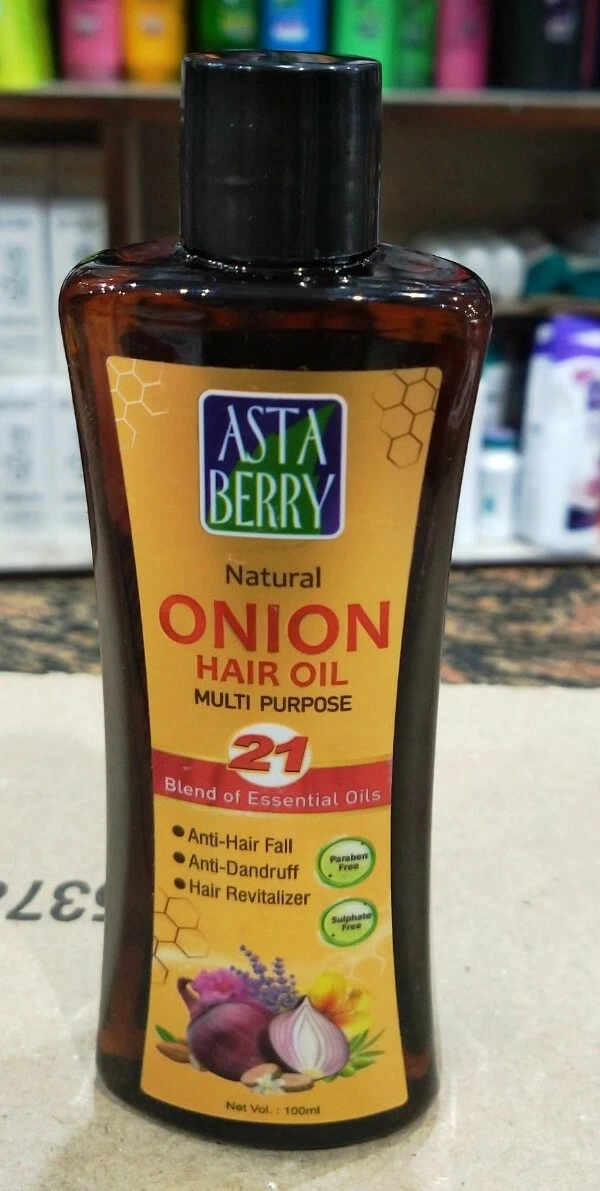 ASTA
BERRY
Natural
ONION
HAIR OIL
MULTI PURPOSE
21
Blend of Essential Oils
Anti-Hair Fall
Anti-Dandruff
Hair Revitalizer
Paraben
Free
Sulphate
Free
Net Vol. : 100ml